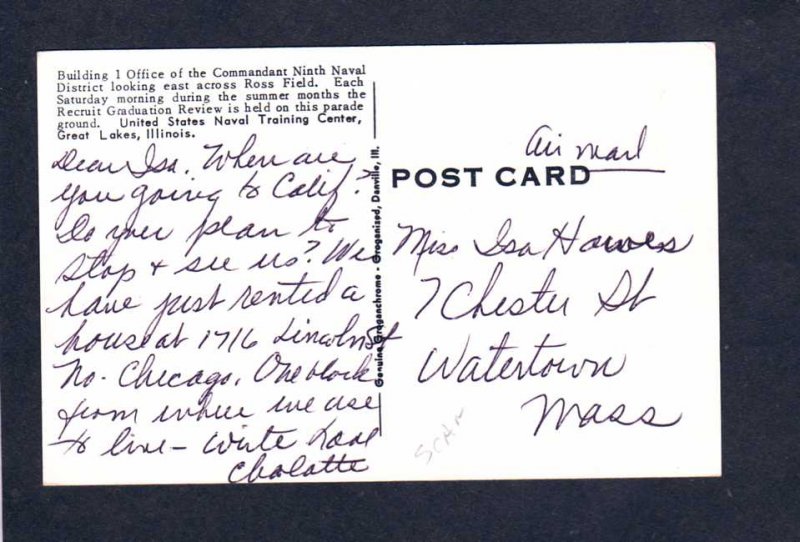 Building 1 Office of the Commandant Ninth Naval
District looking east across Ross Field. Each
Saturday morning during the summer months the
Recruit Graduation Review is held on this parade
ground. United States Naval Training Center,
Great Lakes, Illinois.
Dear Isa, When are
you going to Calif?
Do you plan to
stop + see us? We
have just rented a
house at 1716 Lincoln St
No. Chicago. One block
from where we use
to live - Write Love
Chalotte
Genuine Grogenchrome - Groganized, Danville, Ill.
Air mail
POST CARD
Miss Isa Howes
7 Chester St
Watertown
Mass
SCAN